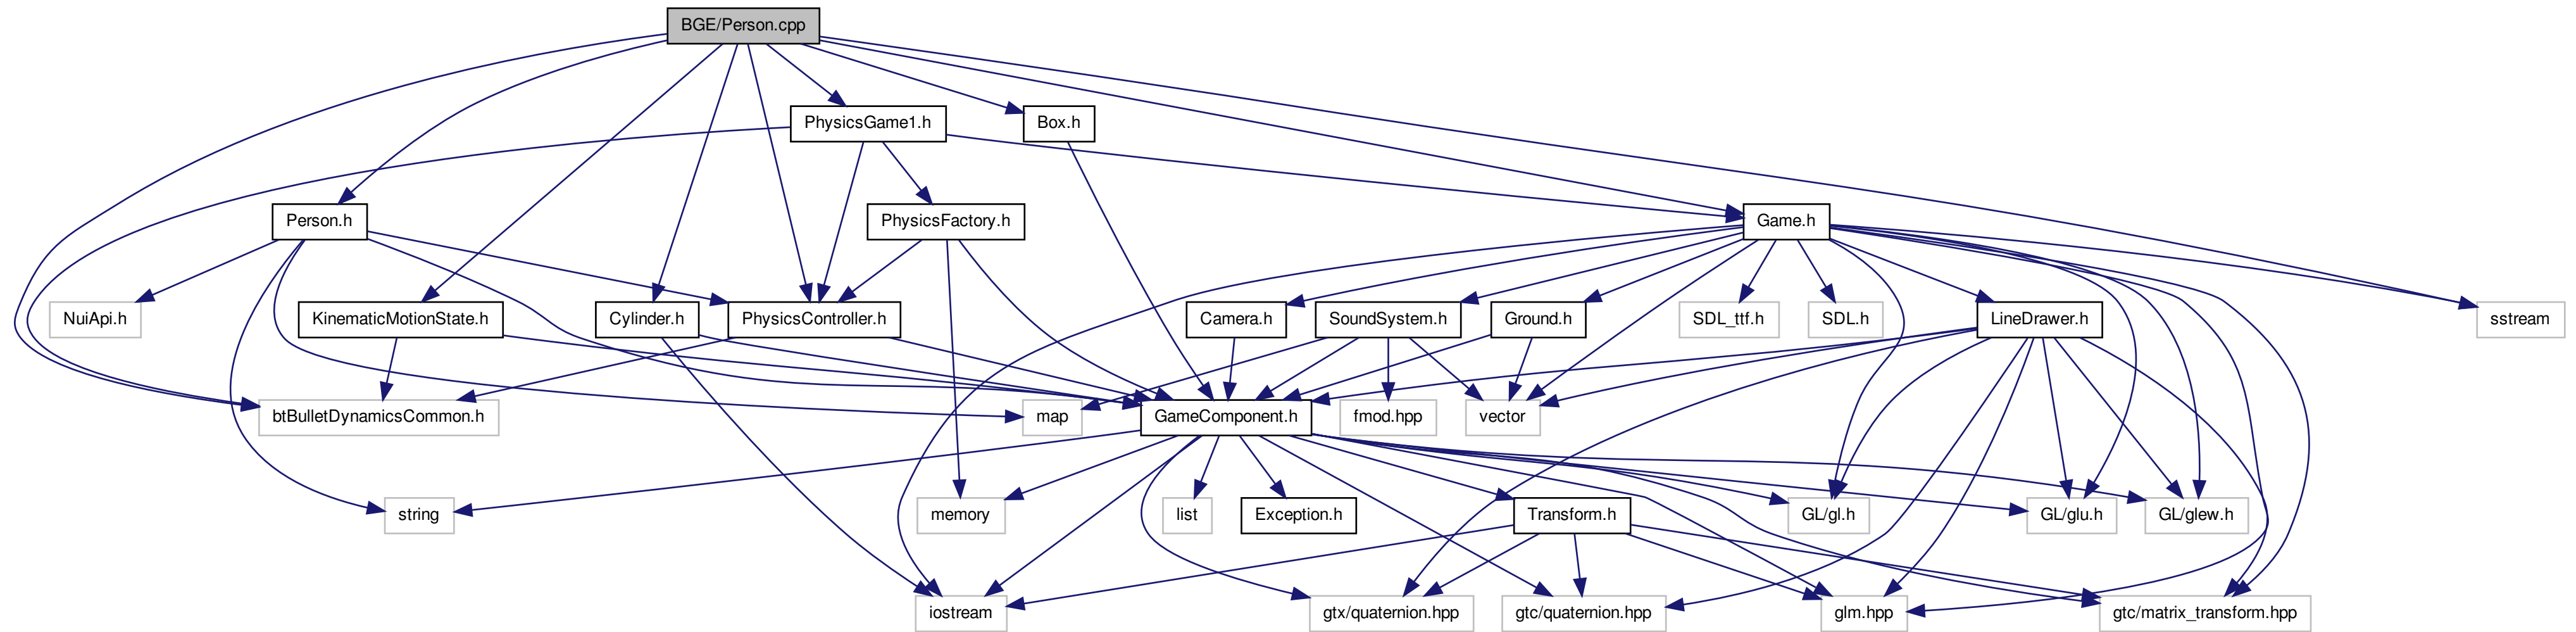 BGE/Person.cpp
PhysicsGame1.h
Box.h
Person.h
PhysicsFactory.h
Game.h
NuiApi.h
KinematicMotionState.h
Cylinder.h
PhysicsController.h
Camera.h
SoundSystem.h
Ground.h
SDL_ttf.h
SDL.h
LineDrawer.h
sstream
btBulletDynamicsCommon.h
map
GameComponent.h
fmod.hpp
vector
string
memory
list
Exception.h
Transform.h
GL/gl.h
GL/glu.h
GL/glew.h
iostream
gtx/quaternion.hpp
gtc/quaternion.hpp
glm.hpp
gtc/matrix_transform.hpp